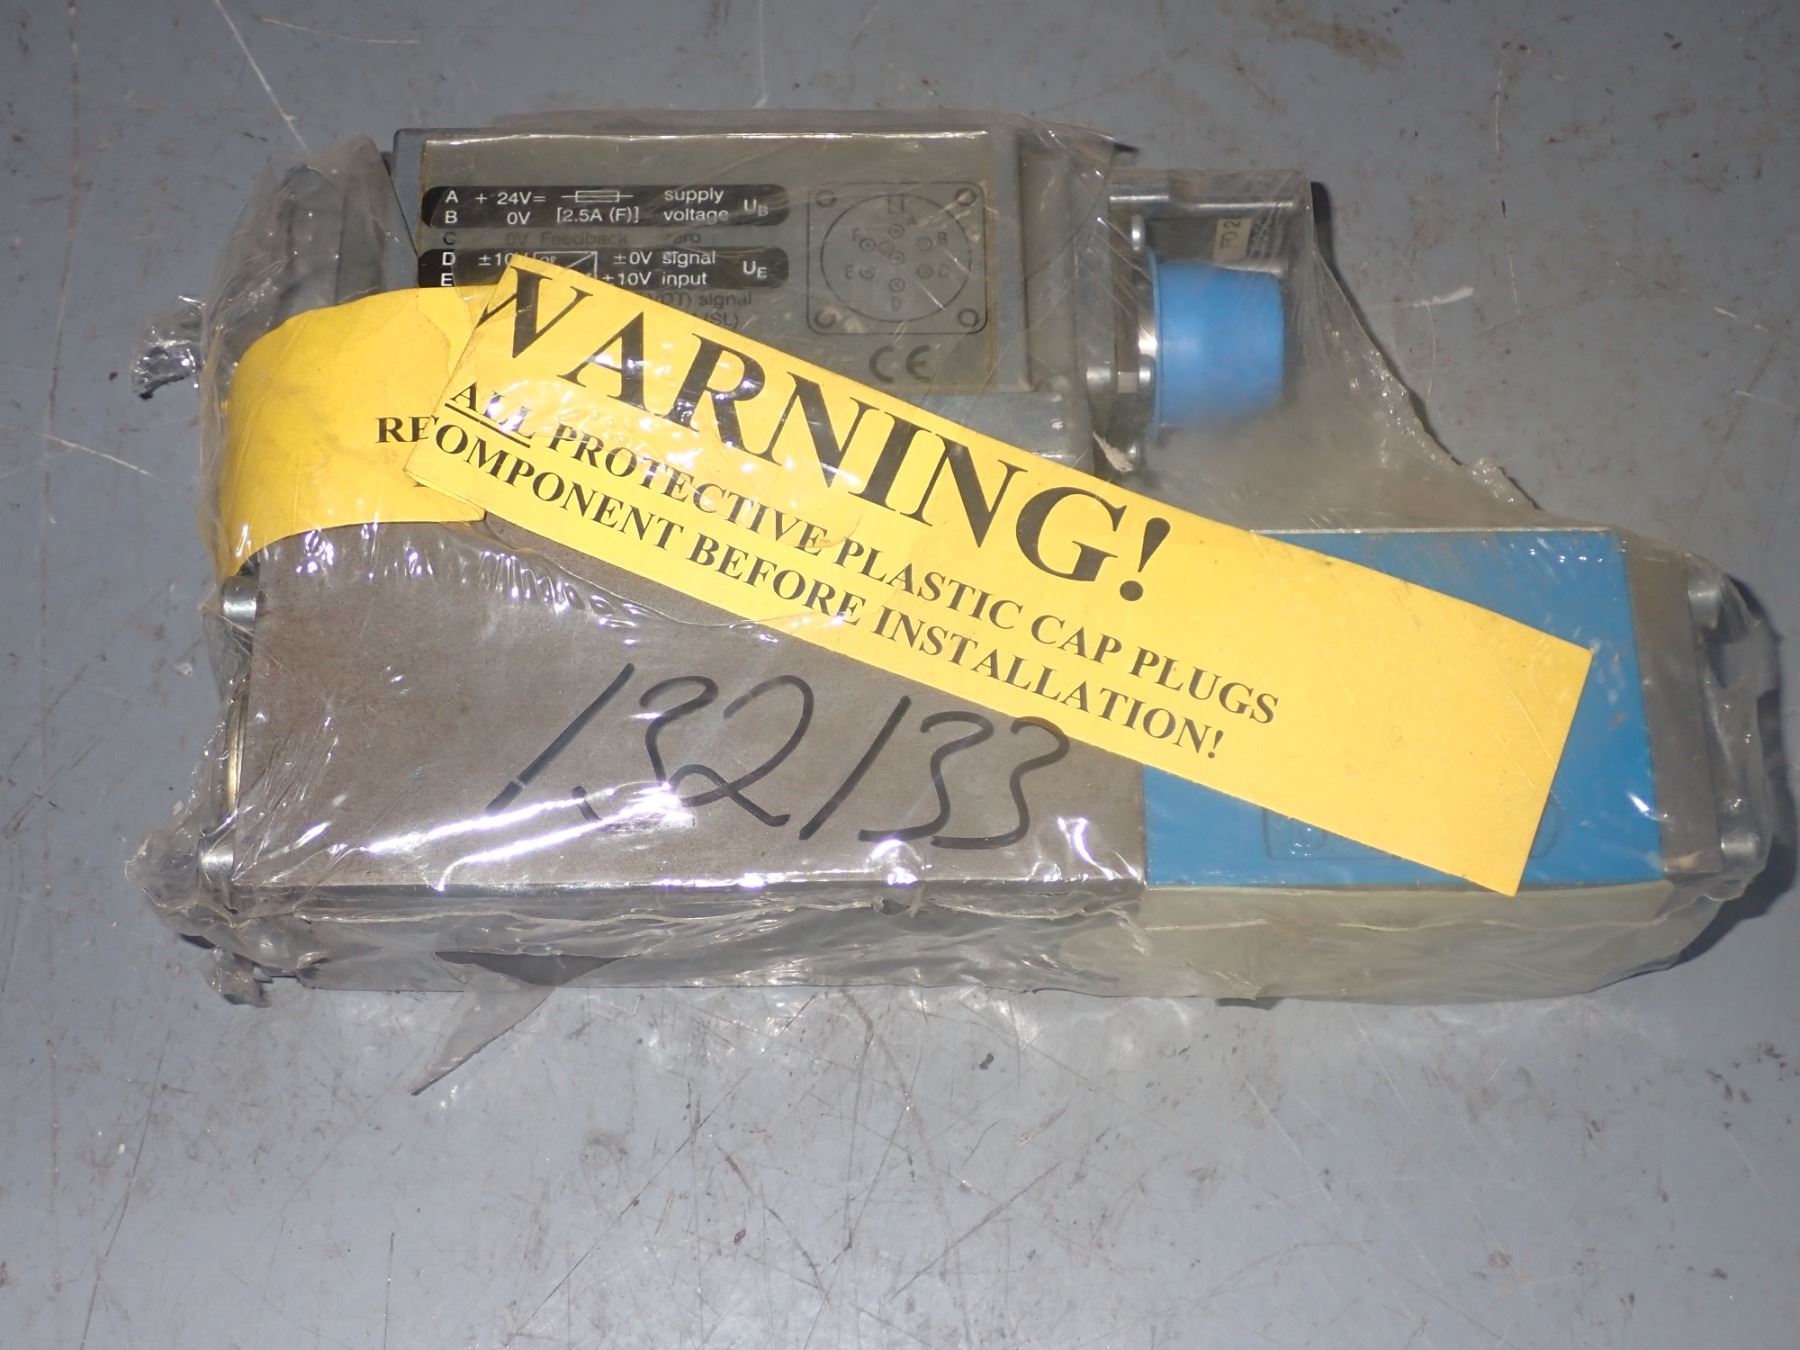 A + 24V= supply
B 0V [2.5A (F)] voltage UB
C 0V Feedback
D ±0V signal
E ±10V input UE
signal
A
F B
E C
D
CE
WARNING!
ALL PROTECTIVE PLASTIC CAP PLUGS
COMPONENT BEFORE INSTALLATION!
132133